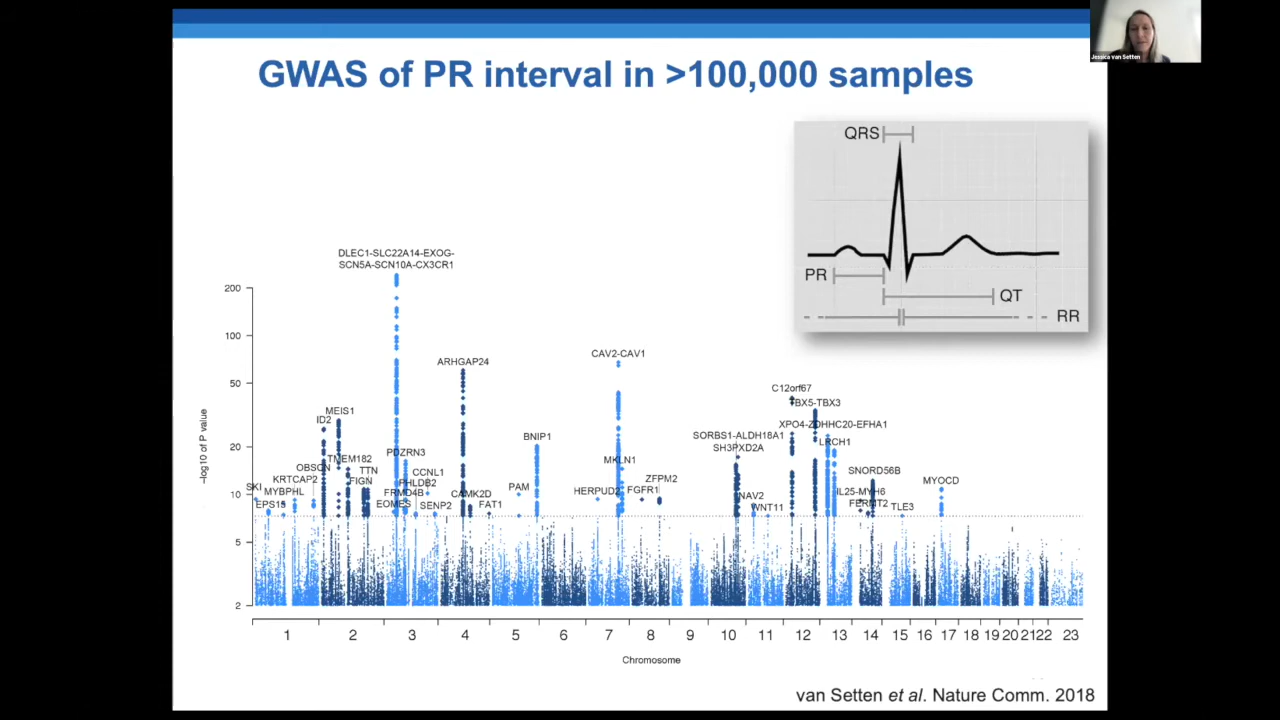 Jessica van Setten
GWAS of PR interval in >100,000 samples
QRS
PR
QT
RR
DLEC1-SLC22A14-EXOG-
SCN5A-SCN10A-CX3CR1
ARHGAP24
CAV2-CAV1
C12orf67
TBX5-TBX3
MEIS1
ID2
XPO4-ZDHHC20-EFHA1
BNIP1
SORBS1-ALDH18A1
LRCH1
SH3PXD2A
PDZRN3
TMEM182
MKLN1
OBSCN
TTN
CCNL1
SNORD56B
KRTCAP2
FIGN
PHLDB2
ZFPM2
MYOCD
SKI
MYBPHL
FRMD4B
CAMK2D
PAM
HERPUD2
FGFR1
NAV2
IL25-MYH6
EPS15
EOMES
SENP2
FAT1
WNT11
FERMT2
TLE3
−log10 of P value
200
100
50
20
10
5
2
1 2 3 4 5 6 7 8 9 10 11 12 13 14 15 16 17 18 19 20 21 22 23
Chromosome
van Setten et al. Nature Comm. 2018